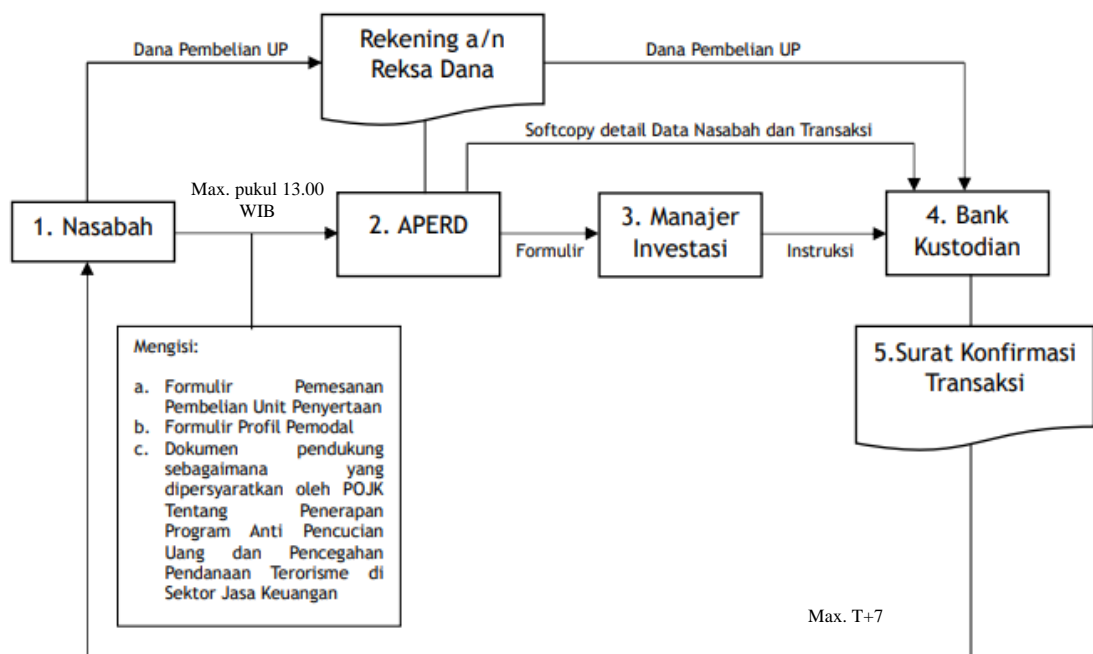 Dana Pembelian UP
Rekening a/n
Reksa Dana
Dana Pembelian UP
Softcopy detail Data Nasabah dan Transaksi
Max. pukul 13.00
WIB
1. Nasabah
2. APERD
Formulir
3. Manajer
Investasi
Instruksi
4. Bank
Kustodian
Mengisi:
a. Formulir Pemesanan
Pembelian Unit Penyertaan
b. Formulir Profil Pemodal
c. Dokumen pendukung
sebagaimana yang
dipersyaratkan oleh POJK
Tentang Penerapan
Program Anti Pencucian
Uang dan Pencegahan
Pendanaan Terorisme di
Sektor Jasa Keuangan
5.Surat Konfirmasi
Transaksi
Max. T+7